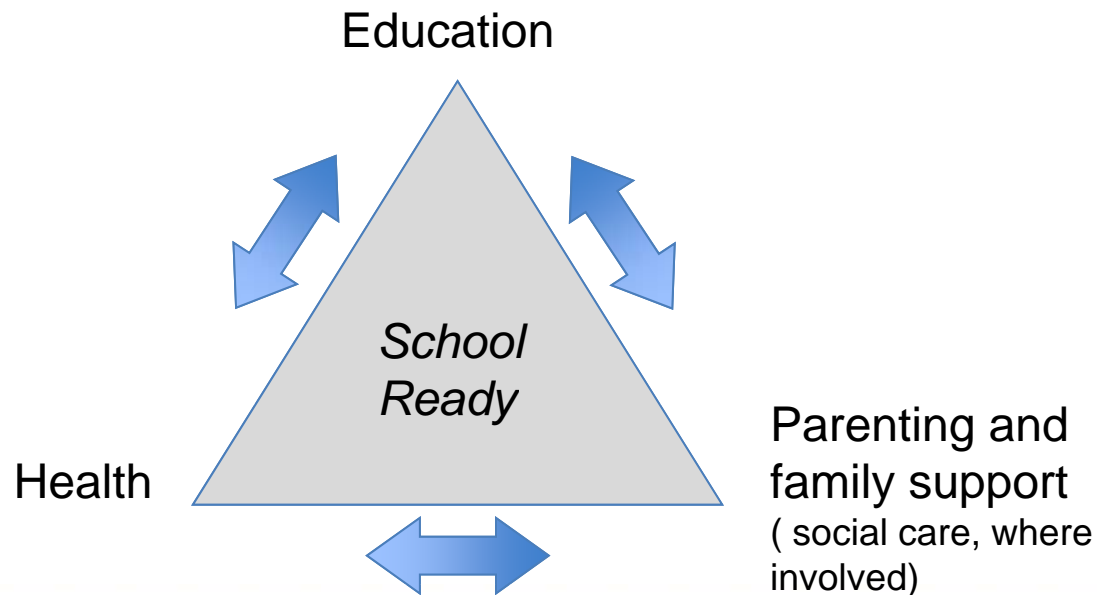 Education
School
Ready
Health
Parenting and
family support
( social care, where
involved)